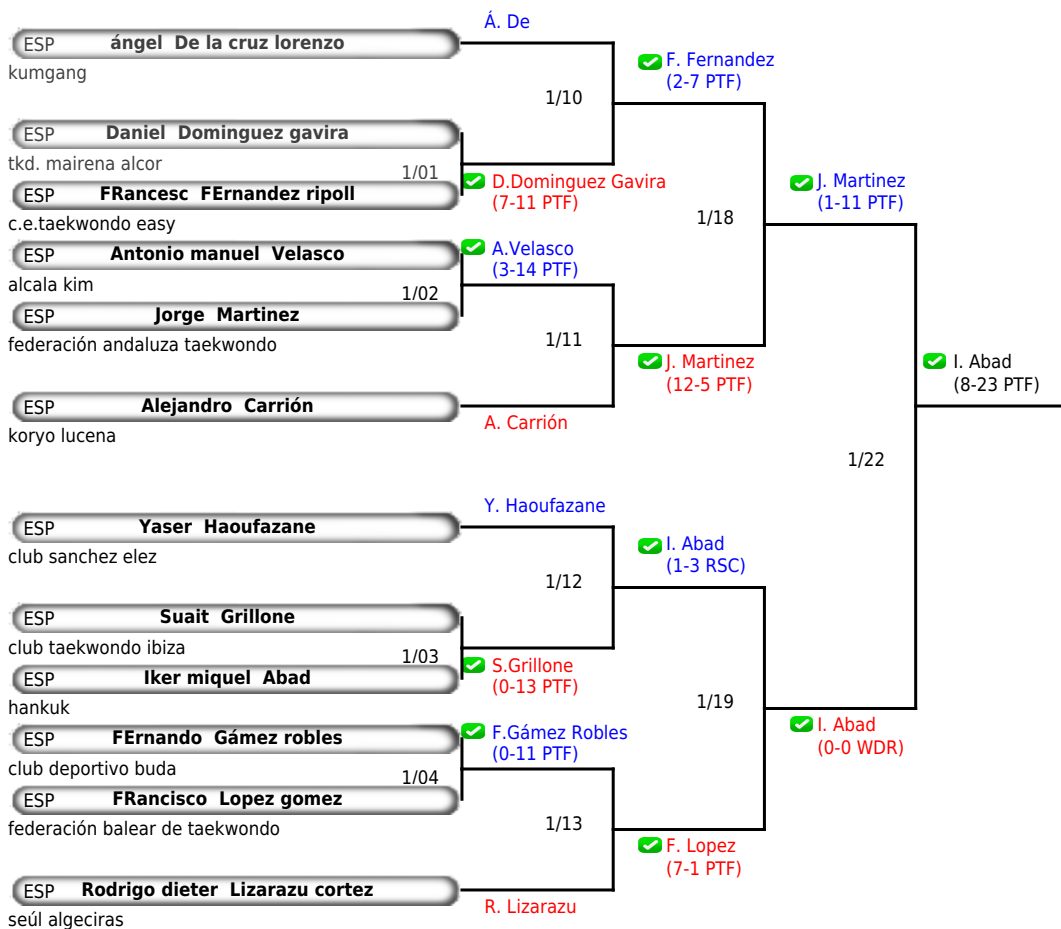 Á. De
ESP ángel De la cruz lorenzo
kumgang
F. Fernandez
(2-7 PTF)
1/10
ESP Daniel Dominguez gavira
tkd. mairena alcor
1/01
D.Dominguez Gavira
(7-11 PTF)
ESP FRancesc FErnandez ripoll
c.e.taekwondo easy
J. Martinez
(1-11 PTF)
1/18
ESP Antonio manuel Velasco
alcala kim
A.Velasco
(3-14 PTF)
1/02
ESP Jorge Martinez
federación andaluza taekwondo
1/11
J. Martinez
(12-5 PTF)
I. Abad
(8-23 PTF)
ESP Alejandro Carrión
koryo lucena
A. Carrión
1/22
Y. Haoufazane
ESP Yaser Haoufazane
club sanchez elez
I. Abad
(1-3 RSC)
1/12
ESP Suait Grillone
club taekwondo ibiza
1/03
S.Grillone
(0-13 PTF)
ESP Iker miquel Abad
hankuk
1/19
I. Abad
(0-0 WDR)
ESP FErnando Gámez robles
club deportivo buda
F.Gámez Robles
(0-11 PTF)
1/04
ESP FRancisco Lopez gomez
federación balear de taekwondo
1/13
F. Lopez
(7-1 PTF)
ESP Rodrigo dieter Lizarazu cortez
seúl algeciras
R. Lizarazu